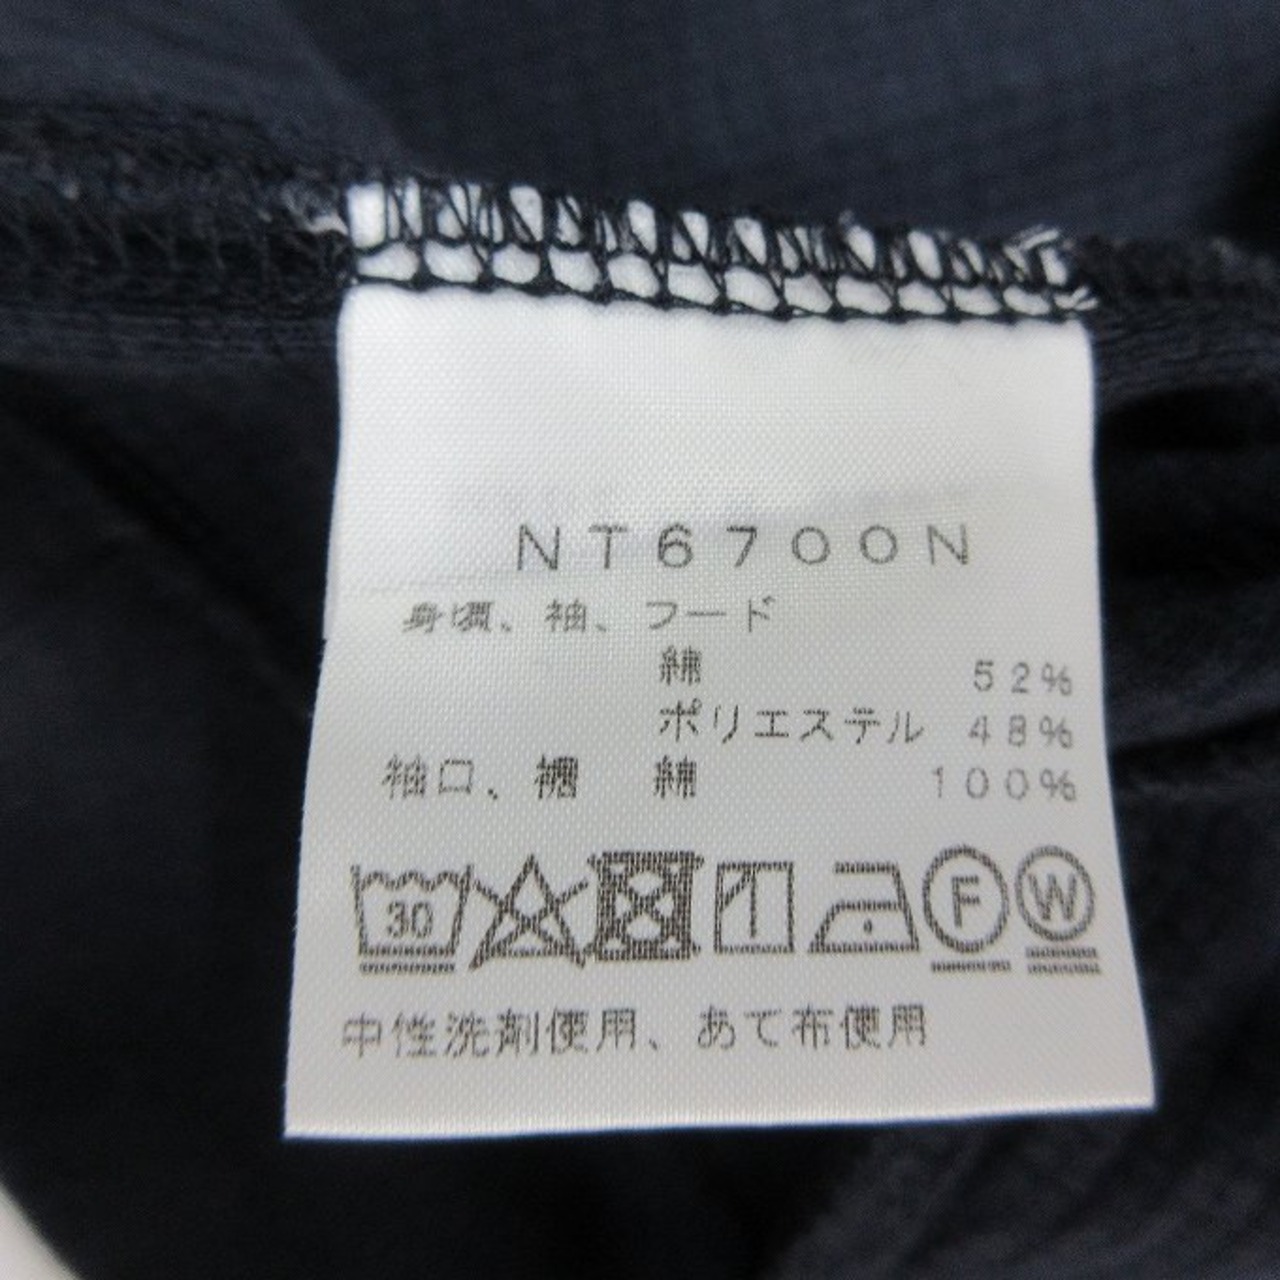 NT6700N
身頃、袖、フード
綿 52%
ポリエステル 48%
袖口、裾 綿 100%
30 F W
中性洗剤使用、あて布使用